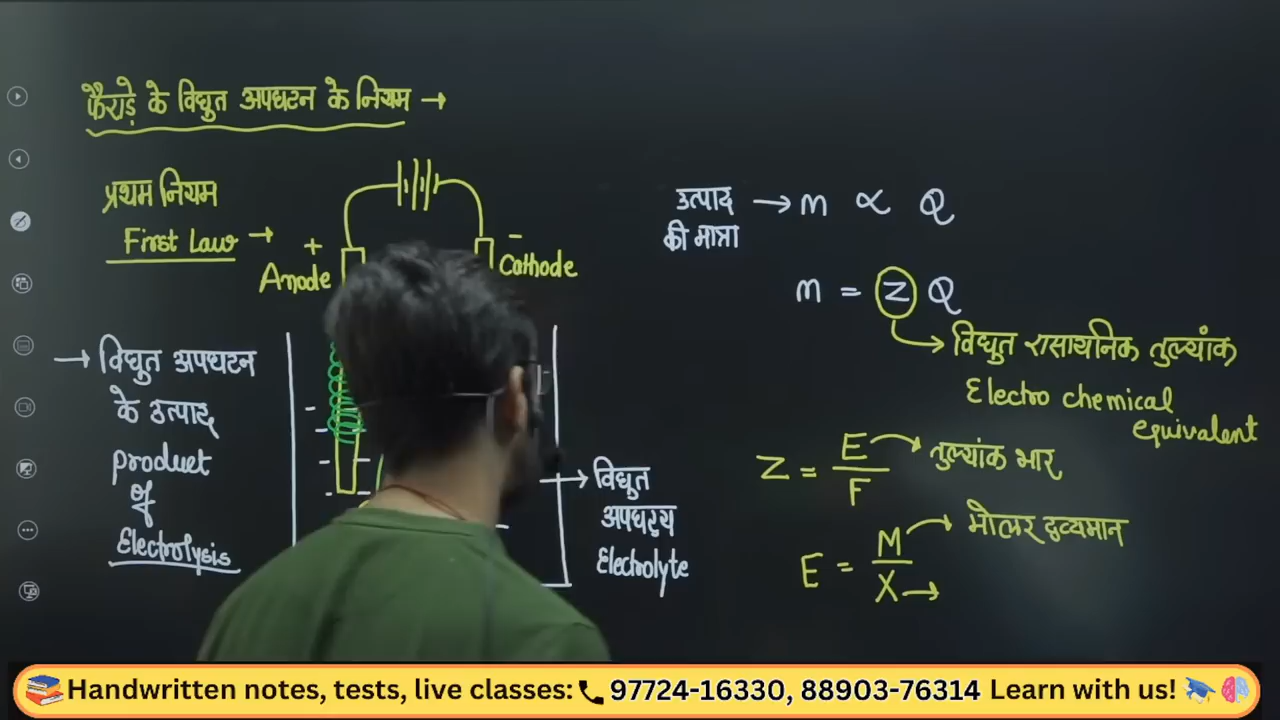 फैराडे के विद्युत अपघटन के नियम →
प्रथम नियम
First Law →
+
Anode
-
Cathode
→ विद्युत अपघटन
के उत्पाद
product
of
Electrolysis
→ विद्युत
अपघट्य
Electrolyte
उत्पाद
की मात्रा
→ m ∝ Q
m = Z Q
→ विद्युत रासायनिक तुल्यांक
Electro chemical
equivalent
Z = E/F
→ तुल्यांक भार
E = M/X →
→ मोलर द्रव्यमान
📚 Handwritten notes, tests, live classes: 📞 97724-16330, 88903-76314 Learn with us! 🎓🧠